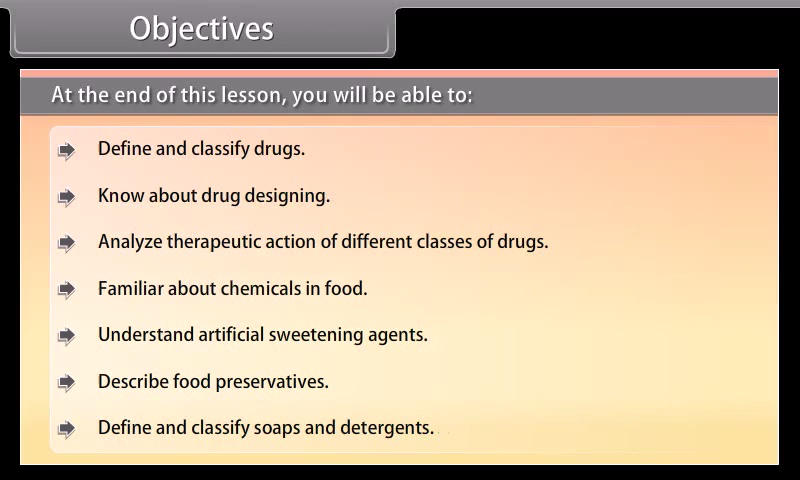 Objectives
At the end of this lesson, you will be able to:
Define and classify drugs.
Know about drug designing.
Analyze therapeutic action of different classes of drugs.
Familiar about chemicals in food.
Understand artificial sweetening agents.
Describe food preservatives.
Define and classify soaps and detergents.